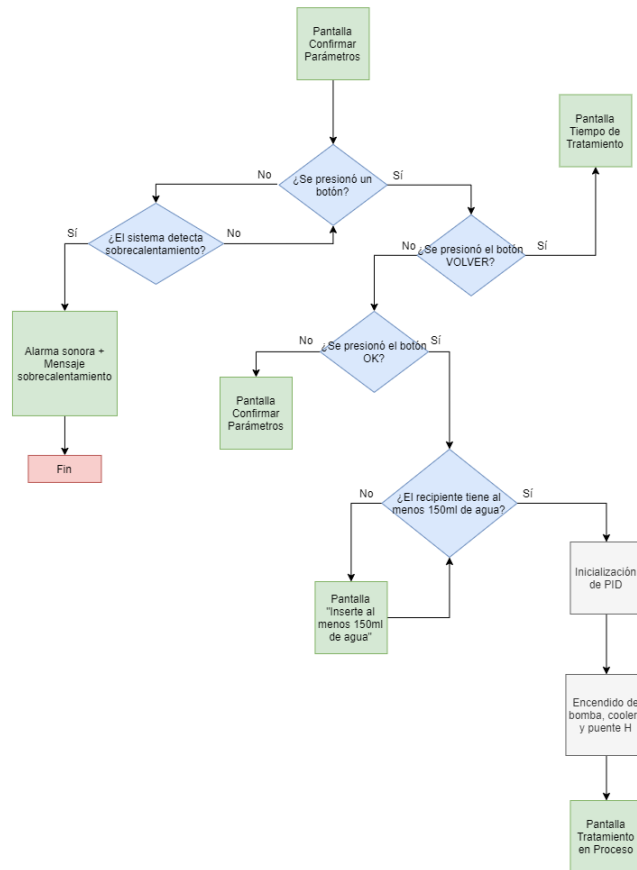 Pantalla
Confirmar
Parámetros
Pantalla
Tiempo de
Tratamiento
No
¿Se presionó un
botón?
Sí
Sí
¿El sistema detecta
sobrecalentamiento?
No
No
¿Se presionó el botón
VOLVER?
Sí
Alarma sonora +
Mensaje
sobrecalentamiento
No
¿Se presionó el botón
OK?
Sí
Pantalla
Confirmar
Parámetros
Fin
No
¿El recipiente tiene al
menos 150ml de agua?
Sí
Pantalla
"Inserte al
menos 150ml
de agua"
Inicialización
de PID
Encendido de
bomba, cooler
y puente H
Pantalla
Tratamiento
en Proceso